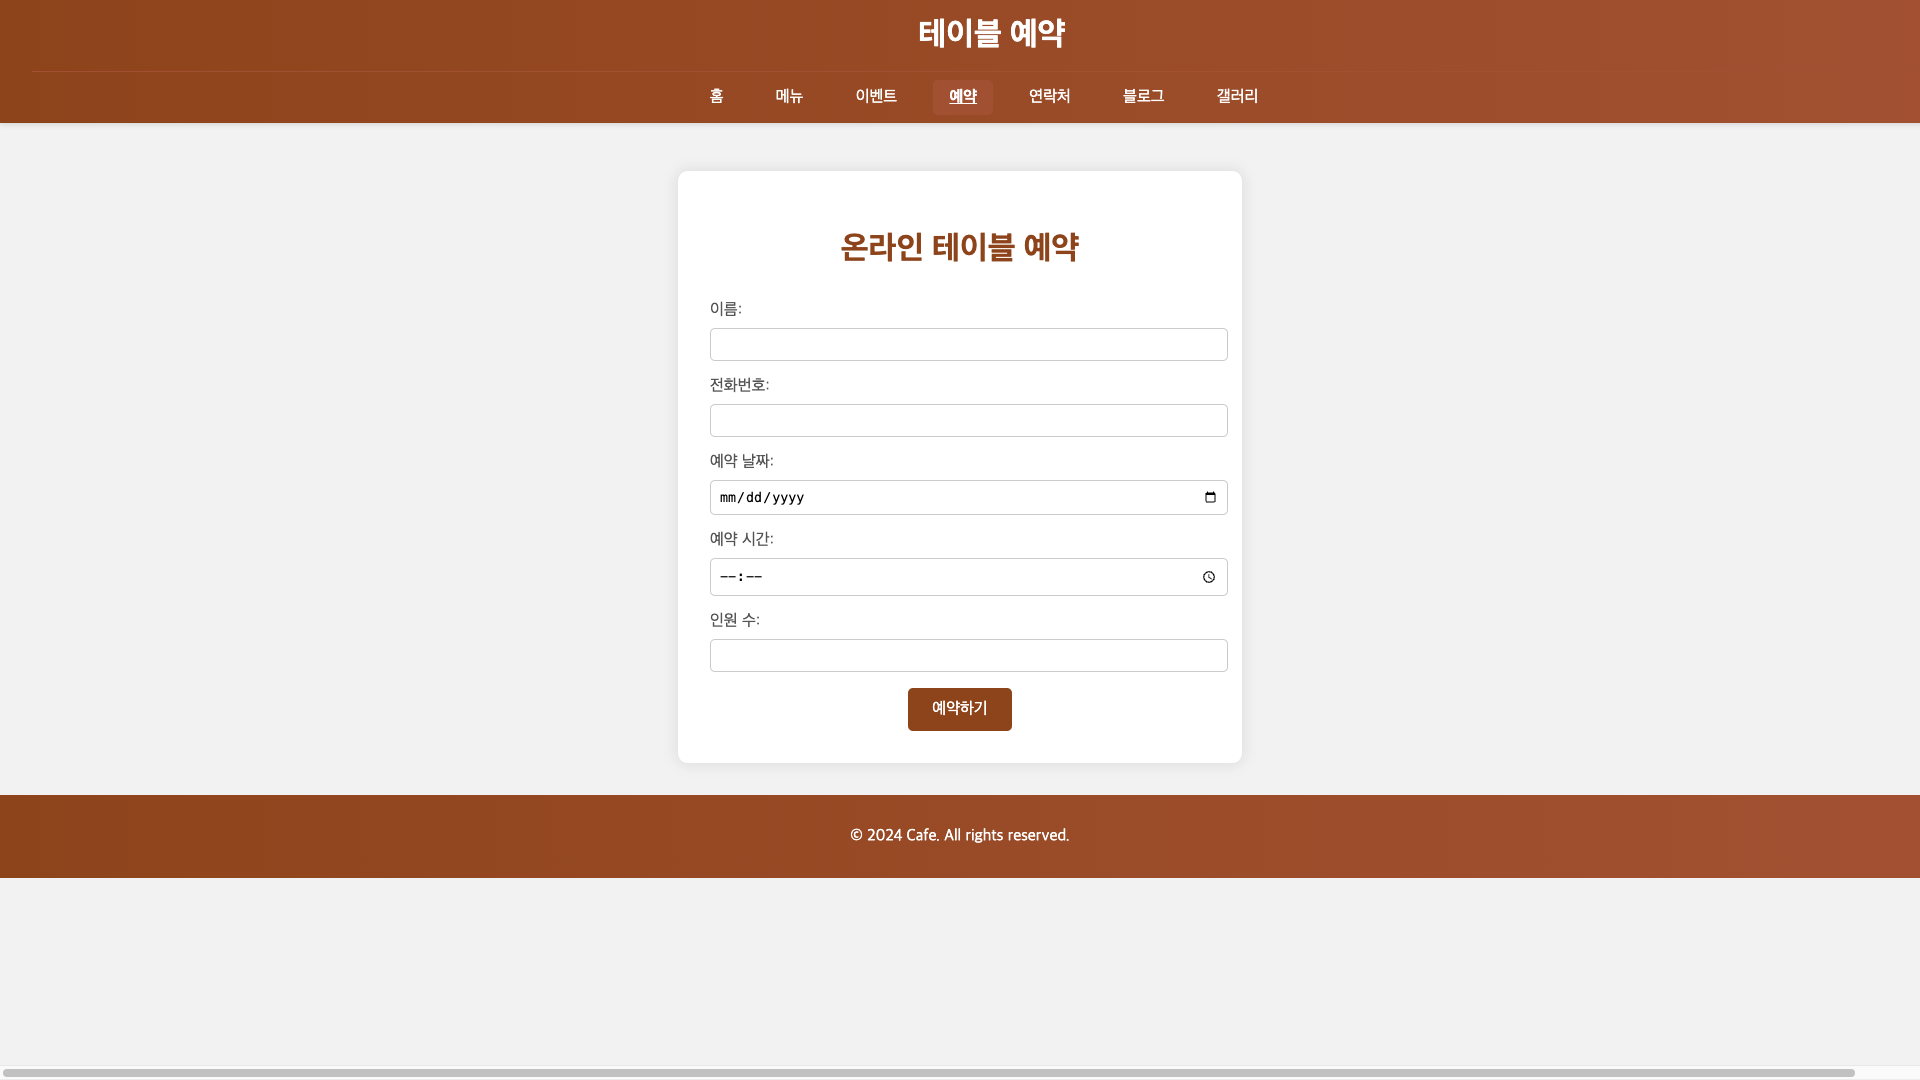 테이블 예약
홈 메뉴 이벤트 예약 연락처 블로그 갤러리
온라인 테이블 예약
이름:
전화번호:
예약 날짜:
mm/dd/yyyy
예약 시간:
--:--
인원 수:
예약하기
© 2024 Cafe. All rights reserved.